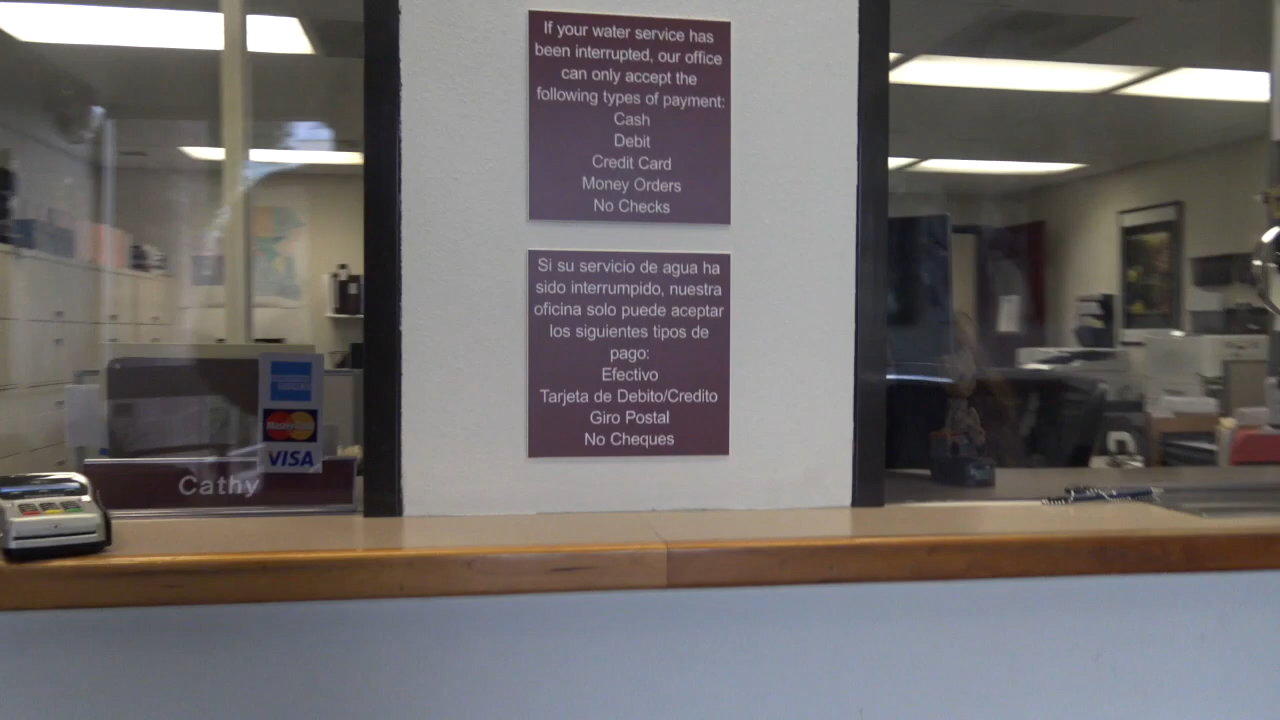 If your water service has
been interrupted, our office
can only accept the
following types of payment:
Cash
Debit
Credit Card
Money Orders
No Checks
Si su servicio de agua ha
sido interrumpido, nuestra
oficina solo puede aceptar
los siguientes tipos de
pago:
Efectivo
Tarjeta de Debito/Credito
Giro Postal
No Cheques
MasterCard
VISA
Cathy